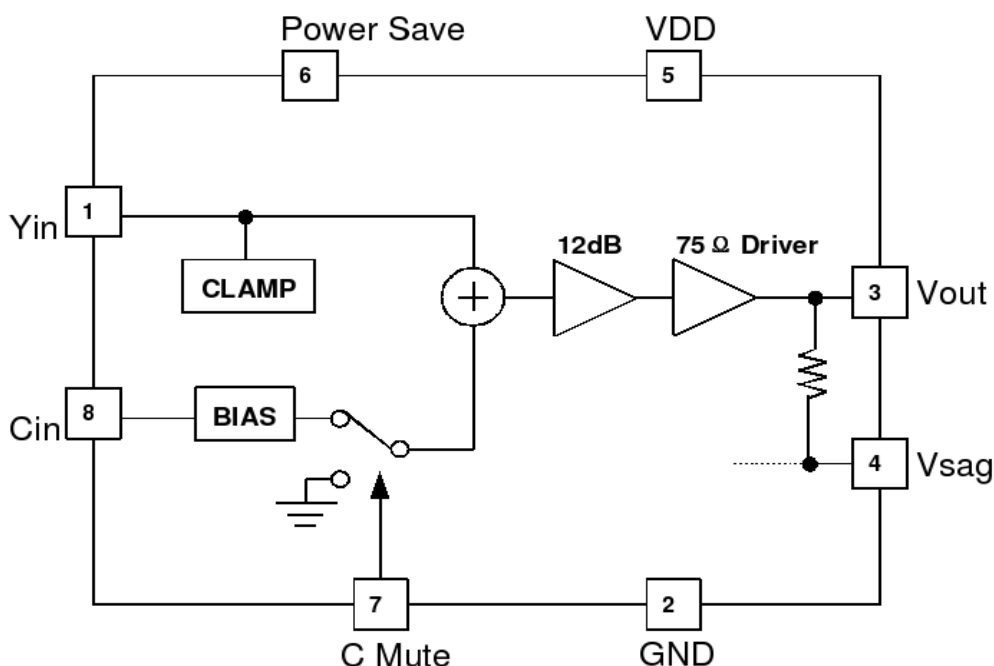 Power Save
VDD
6
5
1
Yin
12dB
75 Ω Driver
CLAMP
+
3
Vout
8
Cin
BIAS
4
Vsag
7
2
C Mute
GND